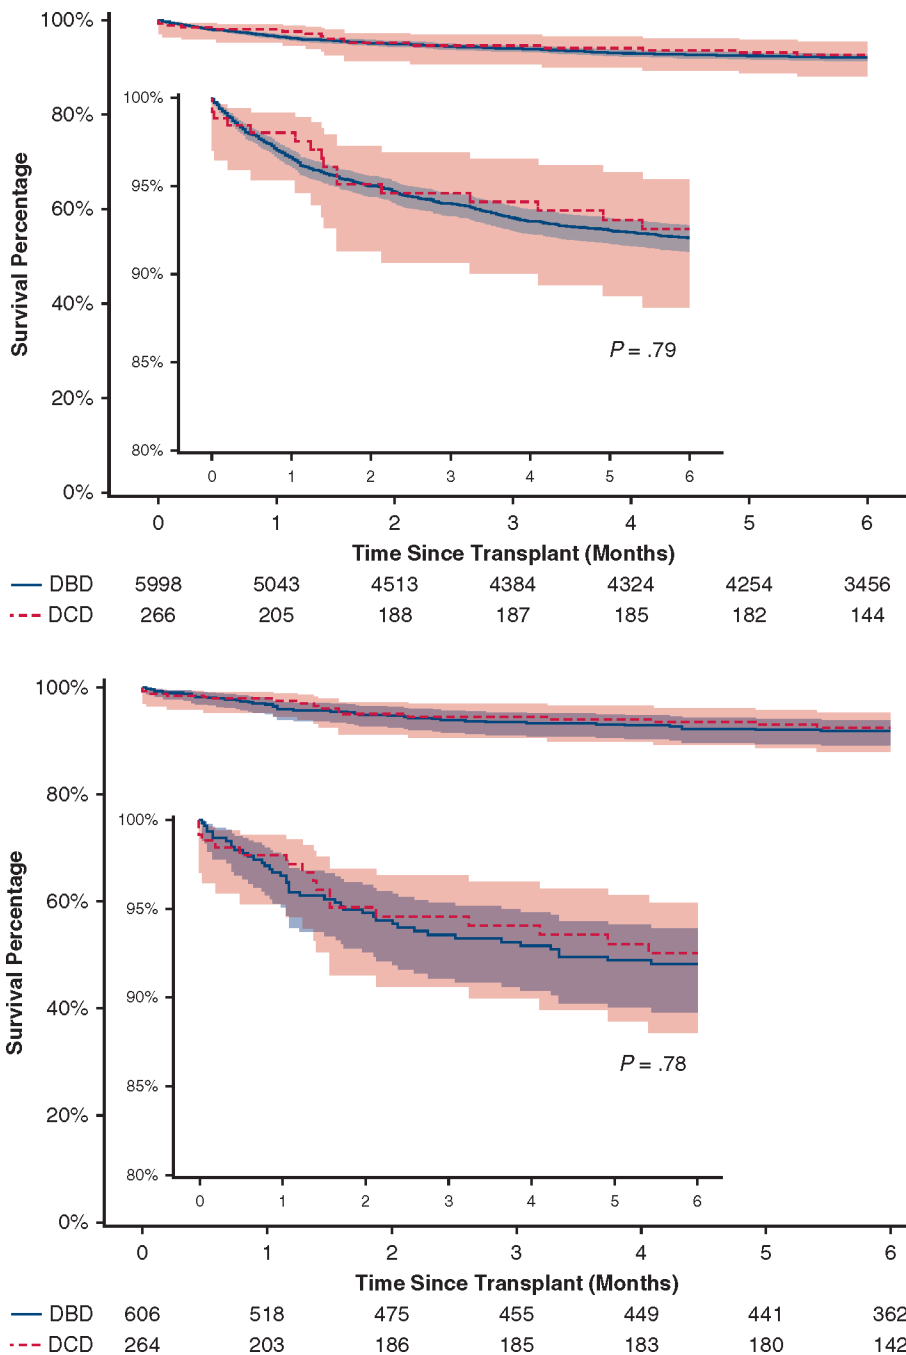 100%
80%
60%
40%
20%
0%
Survival Percentage
100%
95%
90%
85%
80%
P = .79
0 1 2 3 4 5 6
0 1 2 3 4 5 6
Time Since Transplant (Months)
DBD 5998 5043 4513 4384 4324 4254 3456
DCD 266 205 188 187 185 182 144
100%
80%
60%
40%
20%
0%
Survival Percentage
100%
95%
90%
85%
80%
P = .78
0 1 2 3 4 5 6
0 1 2 3 4 5 6
Time Since Transplant (Months)
DBD 606 518 475 455 449 441 362
DCD 264 203 186 185 183 180 142